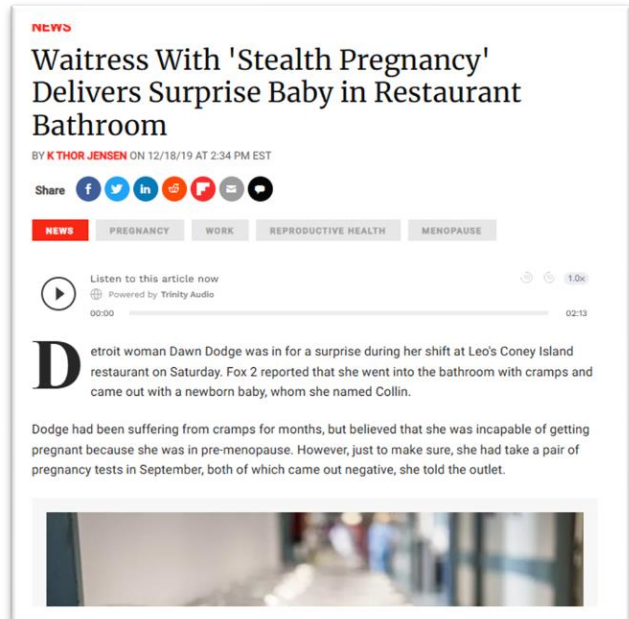 NEWS
Waitress With 'Stealth Pregnancy'
Delivers Surprise Baby in Restaurant
Bathroom
BY K THOR JENSEN ON 12/18/19 AT 2:34 PM EST
Share
NEWS PREGNANCY WORK REPRODUCTIVE HEALTH MENOPAUSE
Listen to this article now
1.0x
Powered by Trinity Audio
00:00 02:13
Detroit woman Dawn Dodge was in for a surprise during her shift at Leo's Coney Island
restaurant on Saturday. Fox 2 reported that she went into the bathroom with cramps and
came out with a newborn baby, whom she named Collin.
Dodge had been suffering from cramps for months, but believed that she was incapable of getting
pregnant because she was in pre-menopause. However, just to make sure, she had take a pair of
pregnancy tests in September, both of which came out negative, she told the outlet.